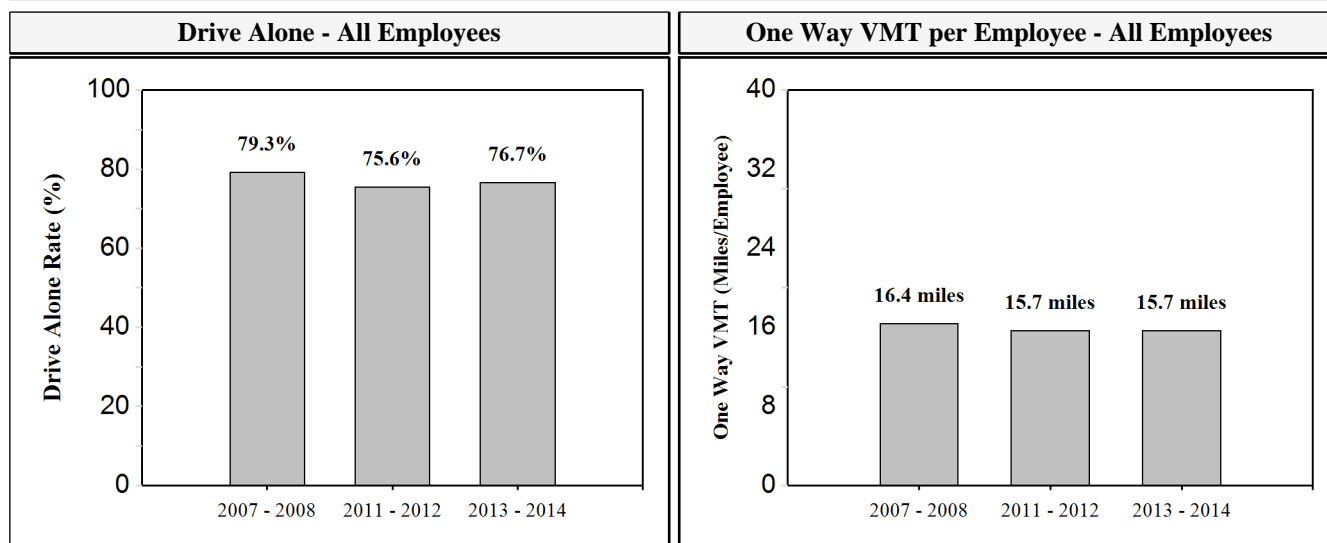 Drive Alone - All Employees
One Way VMT per Employee - All Employees
Drive Alone Rate (%)
100
80
60
40
20
0
79.3%
75.6%
76.7%
2007 - 2008
2011 - 2012
2013 - 2014
One Way VMT (Miles/Employee)
40
32
24
16
8
0
16.4 miles
15.7 miles
15.7 miles
2007 - 2008
2011 - 2012
2013 - 2014